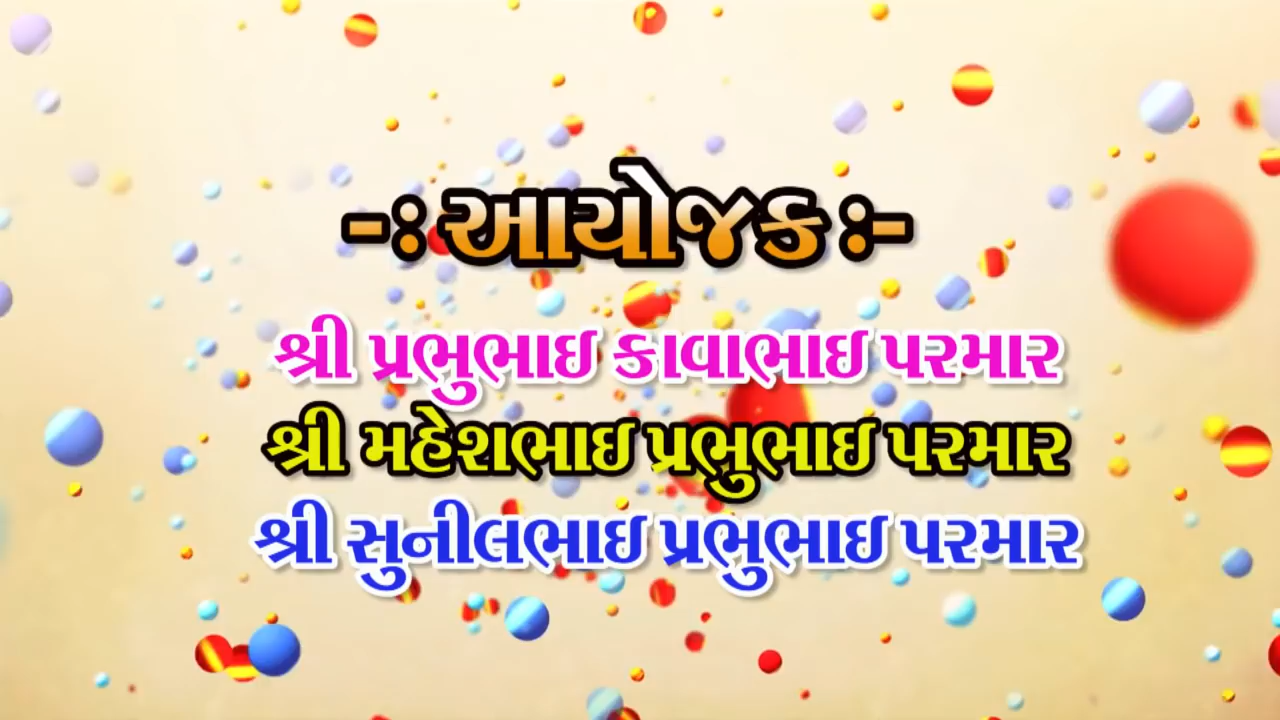 -: આયોજક :-
શ્રી પ્રભુભાઇ કાવાભાઇ પરમાર
શ્રી મહેશભાઇ પ્રભુભાઇ પરમાર
શ્રી સુનીલભાઇ પ્રભુભાઇ પરમાર